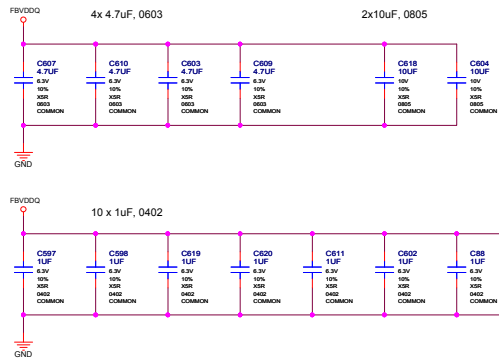 FBVDDQ
4x 4.7uF, 0603
2x10uF, 0805
C607
4.7UF
6.3V
10%
X5R
0603
COMMON
C610
4.7UF
6.3V
10%
X5R
0603
COMMON
C603
4.7UF
6.3V
10%
X5R
0603
COMMON
C609
4.7UF
6.3V
10%
X5R
0603
COMMON
C618
10UF
10V
10%
X5R
0805
COMMON
C604
10UF
10V
10%
X5R
0805
COMMON
GND
FBVDDQ
10 x 1uF, 0402
C597
1UF
6.3V
10%
X5R
0402
COMMON
C598
1UF
6.3V
10%
X5R
0402
COMMON
C619
1UF
6.3V
10%
X5R
0402
COMMON
C620
1UF
6.3V
10%
X5R
0402
COMMON
C611
1UF
6.3V
10%
X5R
0402
COMMON
C602
1UF
6.3V
10%
X5R
0402
COMMON
C88
1UF
6.3V
10%
X5R
0402
COMMON
GND